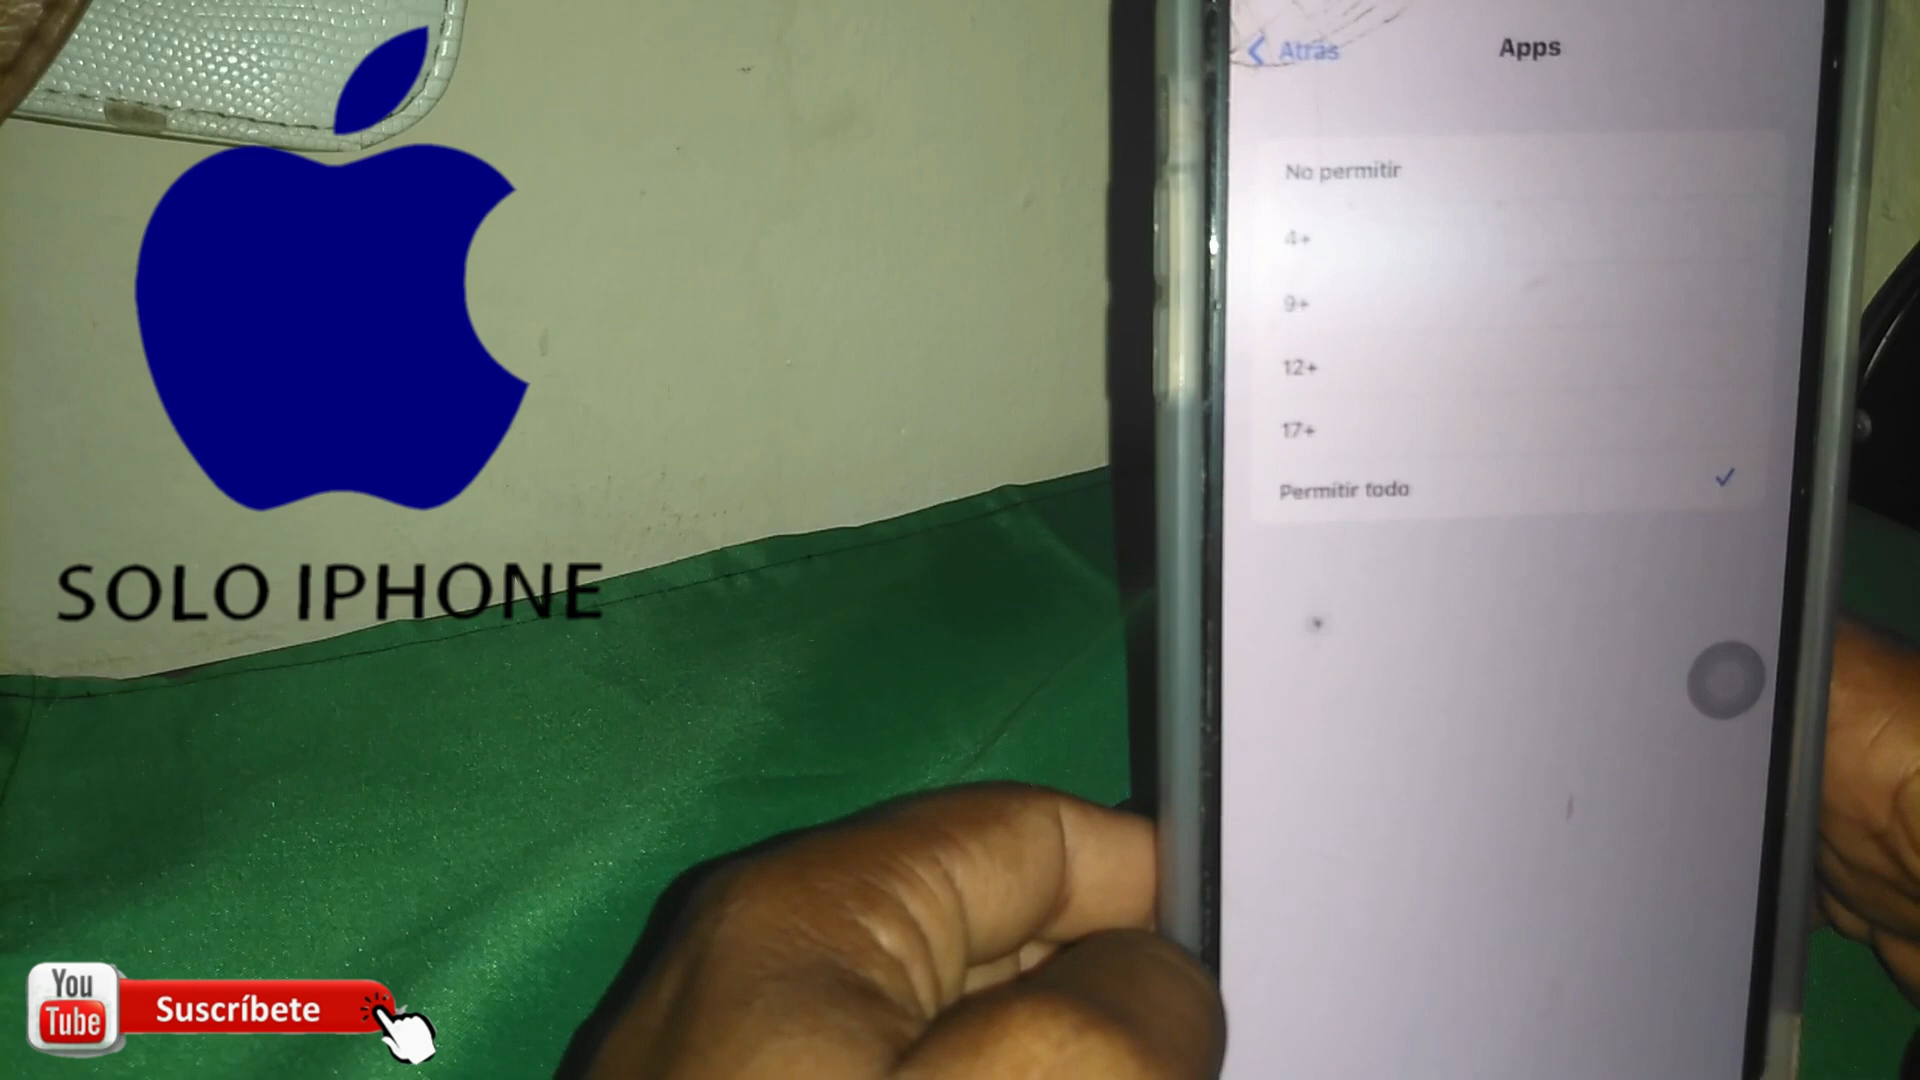 Atrás
Apps
No permitir
4+
9+
12+
17+
Permitir todo
SOLO IPHONE
You
Tube
Suscríbete